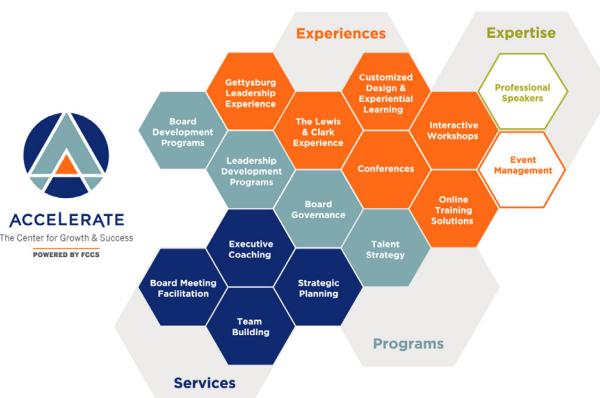 Experiences
Expertise
Gettysburg
Leadership
Experience
Customized
Design &
Experiential
Learning
Professional
Speakers
Board
Development
Programs
The Lewis
& Clark
Experience
Interactive
Workshops
Leadership
Development
Programs
Conferences
Event
Management
Board
Governance
Online
Training
Solutions
Executive
Coaching
Talent
Strategy
Board Meeting
Facilitation
Strategic
Planning
Team
Building
Programs
Services
ACCELERATE
The Center for Growth & Success
POWERED BY FCCS